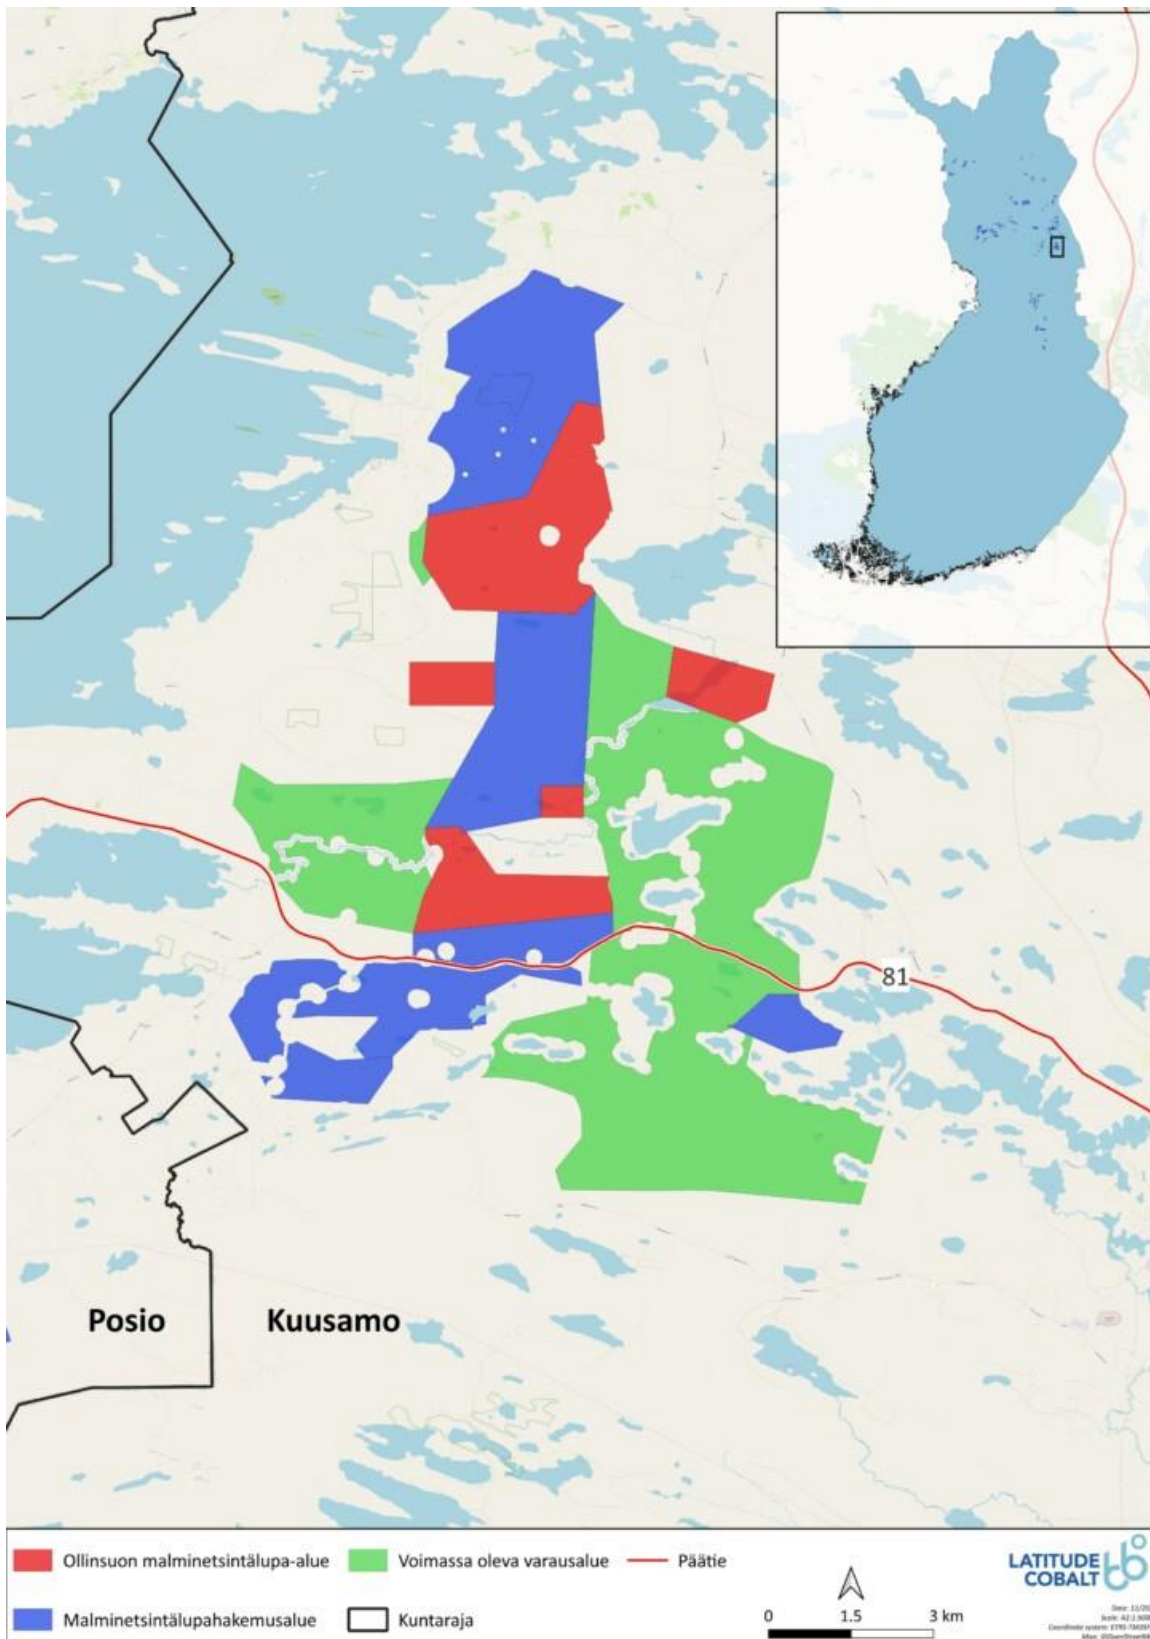 81
Posio
Kuusamo
Ollinsuon malminetsintälupa-alue
Voimassa oleva varausalue
Päätie
Malminetsintälupahakemusalue
Kuntaraja
0 1.5 3 km
LATITUDE
COBALT